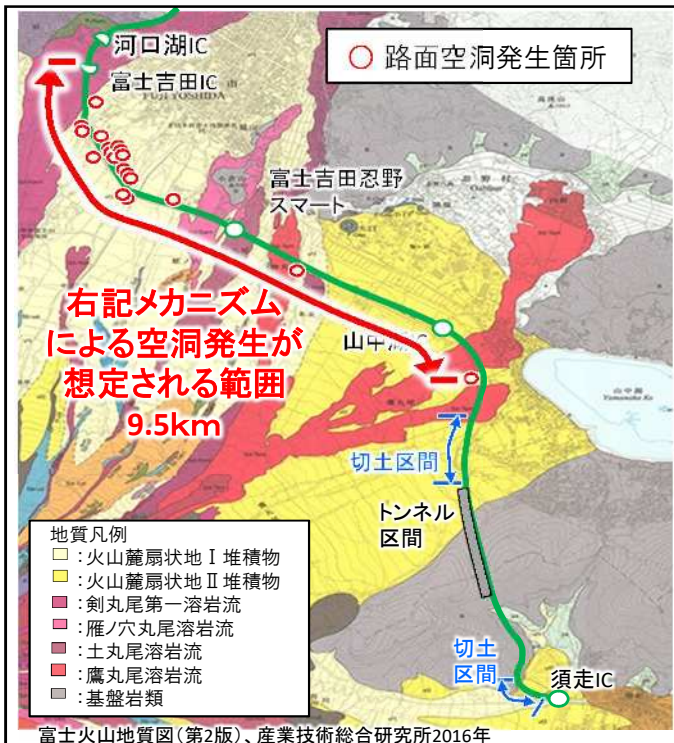 河口湖IC
路面空洞発生箇所
富士吉田IC
FUJI YOSHIDA
富士吉田忍野
スマート
右記メカニズム
による空洞発生が
想定される範囲
9.5km
山中湖IC
切土区間
トンネル
区間
地質凡例
:火山麓扇状地Ⅰ堆積物
:火山麓扇状地Ⅱ堆積物
:剣丸尾第一溶岩流
:雁ノ穴丸尾溶岩流
:土丸尾溶岩流
:鷹丸尾溶岩流
:基盤岩類
切土
区間
須走IC
富士火山地質図(第2版)、産業技術総合研究所2016年